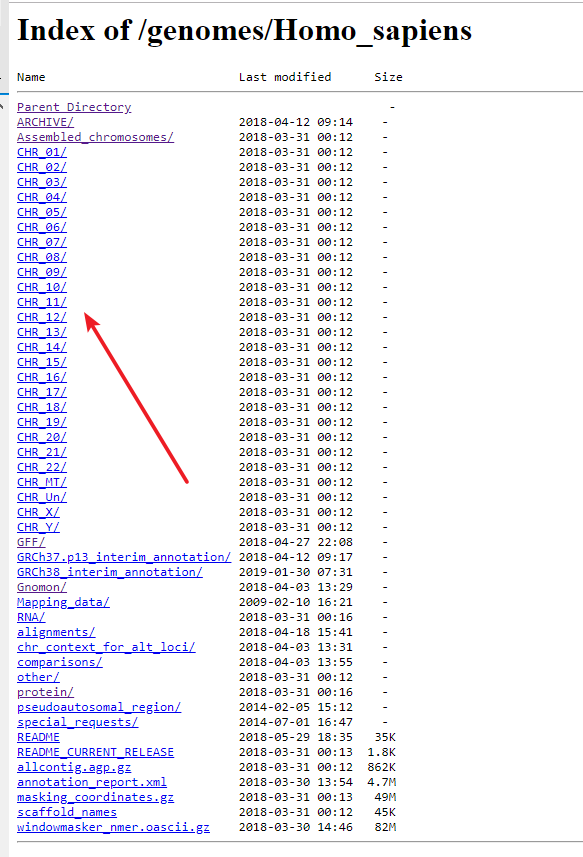 Index of /genomes/Homo_sapiens
Name Last modified Size
Parent Directory -
ARCHIVE/ 2018-04-12 09:14 -
Assembled_chromosomes/ 2018-03-31 00:12 -
CHR_01/ 2018-03-31 00:12 -
CHR_02/ 2018-03-31 00:12 -
CHR_03/ 2018-03-31 00:12 -
CHR_04/ 2018-03-31 00:12 -
CHR_05/ 2018-03-31 00:12 -
CHR_06/ 2018-03-31 00:12 -
CHR_07/ 2018-03-31 00:12 -
CHR_08/ 2018-03-31 00:12 -
CHR_09/ 2018-03-31 00:12 -
CHR_10/ 2018-03-31 00:12 -
CHR_11/ 2018-03-31 00:12 -
CHR_12/ 2018-03-31 00:12 -
CHR_13/ 2018-03-31 00:12 -
CHR_14/ 2018-03-31 00:12 -
CHR_15/ 2018-03-31 00:12 -
CHR_16/ 2018-03-31 00:12 -
CHR_17/ 2018-03-31 00:12 -
CHR_18/ 2018-03-31 00:12 -
CHR_19/ 2018-03-31 00:12 -
CHR_20/ 2018-03-31 00:12 -
CHR_21/ 2018-03-31 00:12 -
CHR_22/ 2018-03-31 00:12 -
CHR_MT/ 2018-03-31 00:12 -
CHR_Un/ 2018-03-31 00:12 -
CHR_X/ 2018-03-31 00:12 -
CHR_Y/ 2018-03-31 00:12 -
GFF/ 2018-04-27 22:08 -
GRCh37.p13_interim_annotation/ 2018-04-12 09:17 -
GRCh38_interim_annotation/ 2019-01-30 07:31 -
Gnomon/ 2018-04-03 13:29 -
Mapping_data/ 2009-02-10 16:21 -
RNA/ 2018-03-31 00:16 -
alignments/ 2018-04-18 15:41 -
chr_context_for_alt_loci/ 2018-04-03 13:31 -
comparisons/ 2018-04-03 13:55 -
other/ 2018-03-31 00:12 -
protein/ 2018-03-31 00:16 -
pseudoautosomal_region/ 2014-02-05 15:12 -
special_requests/ 2014-07-01 16:47 -
README 2018-05-29 18:35 35K
README_CURRENT_RELEASE 2018-03-31 00:13 1.8K
allcontig.agp.gz 2018-03-31 00:12 862K
annotation_report.xml 2018-03-30 13:54 4.7M
masking_coordinates.gz 2018-03-31 00:13 49M
scaffold_names 2018-03-31 00:12 45K
windowmasker_nmer.oascii.gz 2018-03-30 14:46 82M